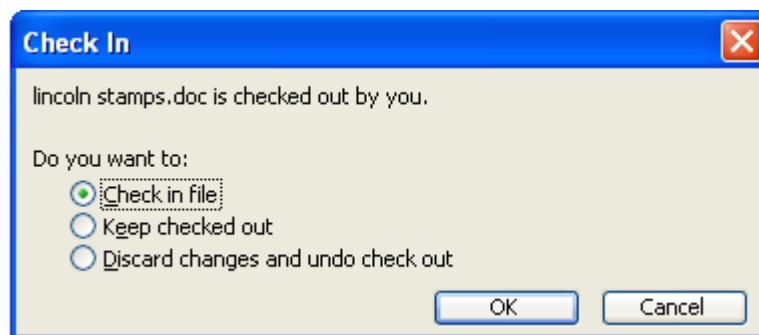 Check In
lincoln stamps.doc is checked out by you.
Do you want to:
Check in file
Keep checked out
Discard changes and undo check out
OK Cancel